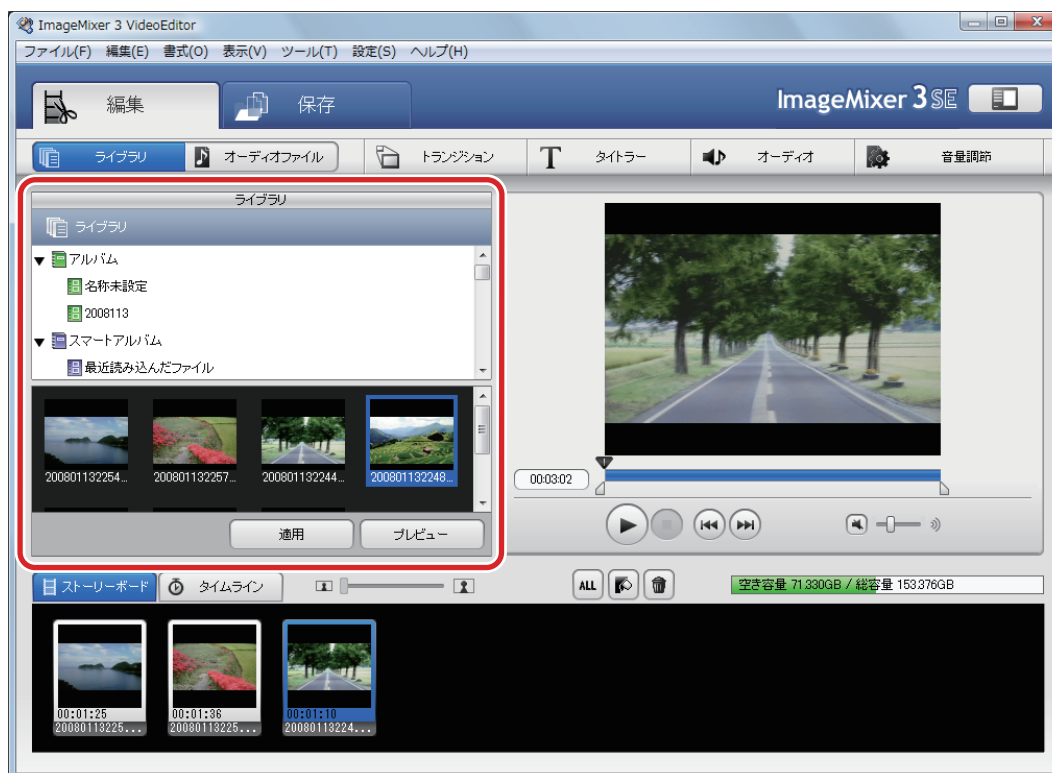 ImageMixer 3 VideoEditor
ファイル(F) 編集(E) 書式(O) 表示(V) ツール(T) 設定(S) ヘルプ(H)
編集 保存 ImageMixer 3 SE
ライブラリ オーディオファイル トランジション T タイトラー オーディオ 音量調節
ライブラリ
ライブラリ
アルバム
名称未設定
2008113
スマートアルバム
最近読み込んだファイル
200801132254... 200801132257... 200801132244... 200801132248...
00:03:02
適用 プレビュー
ストーリーボード タイムライン ALL 空き容量 71.330GB / 総容量 153.376GB
00:01:25 00:01:36 00:01:10
20080113225... 20080113225... 20080113224...